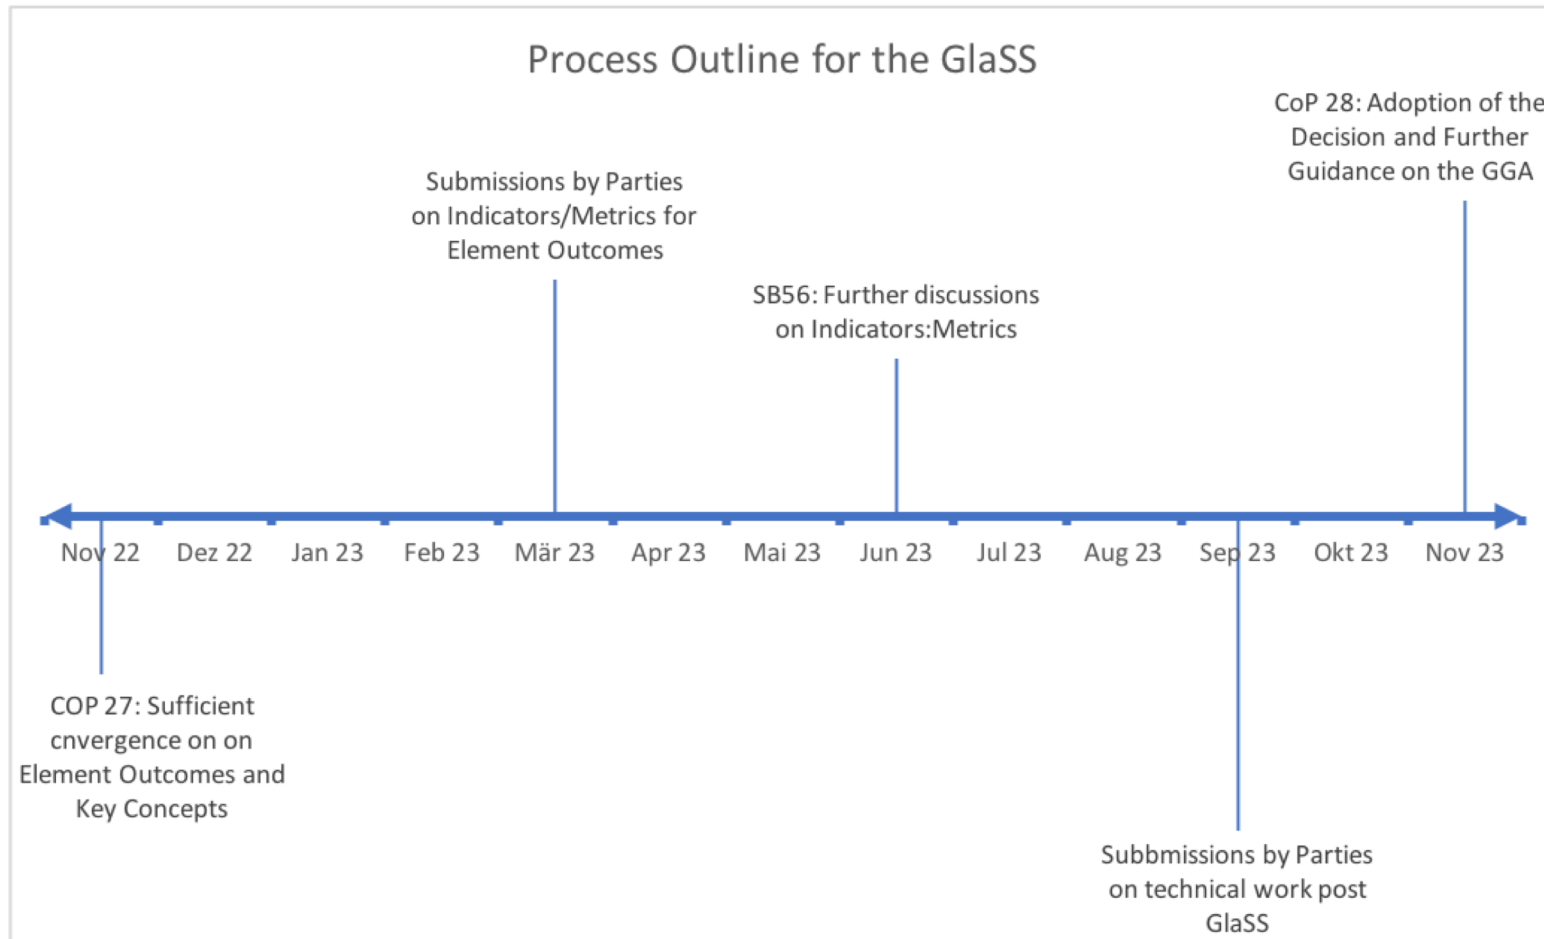 Process Outline for the GlaSS
CoP 28: Adoption of the
Decision and Further
Guidance on the GGA
Submissions by Parties
on Indicators/Metrics for
Element Outcomes
SB56: Further discussions
on Indicators:Metrics
Nov 22 Dez 22 Jan 23 Feb 23 Mär 23 Apr 23 Mai 23 Jun 23 Jul 23 Aug 23 Sep 23 Okt 23 Nov 23
COP 27: Sufficient
cnvergence on on
Element Outcomes and
Key Concepts
Subbmissions by Parties
on technical work post
GlaSS